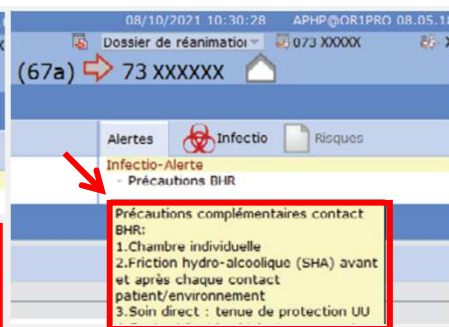 08/10/2021 10:30:28 APHP@OR1PRO 08.05.18
Dossier de réanimation 073 XXXXX
(67a) 73 XXXXXX
Alertes Infectio Risques
Infectio-Alerte
- Précautions BHR
Précautions complémentaires contact
BHR:
1.Chambre individuelle
2.Friction hydro-alcoolique (SHA) avant
et après chaque contact
patient/environnement
3.Soin direct : tenue de protection UU